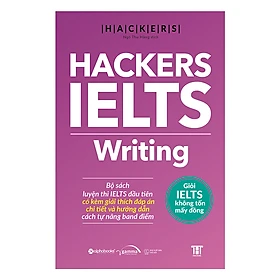 |H|A|C|K|E|R|S|
HACKERS
IELTS
Writing
Bộ sách
luyện thi IELTS đầu tiên
có kèm giải thích đáp án
chi tiết và hướng dẫn
cách tự nâng band điểm
Giỏi
IELTS
không tốn
mấy đồng
alphabooks